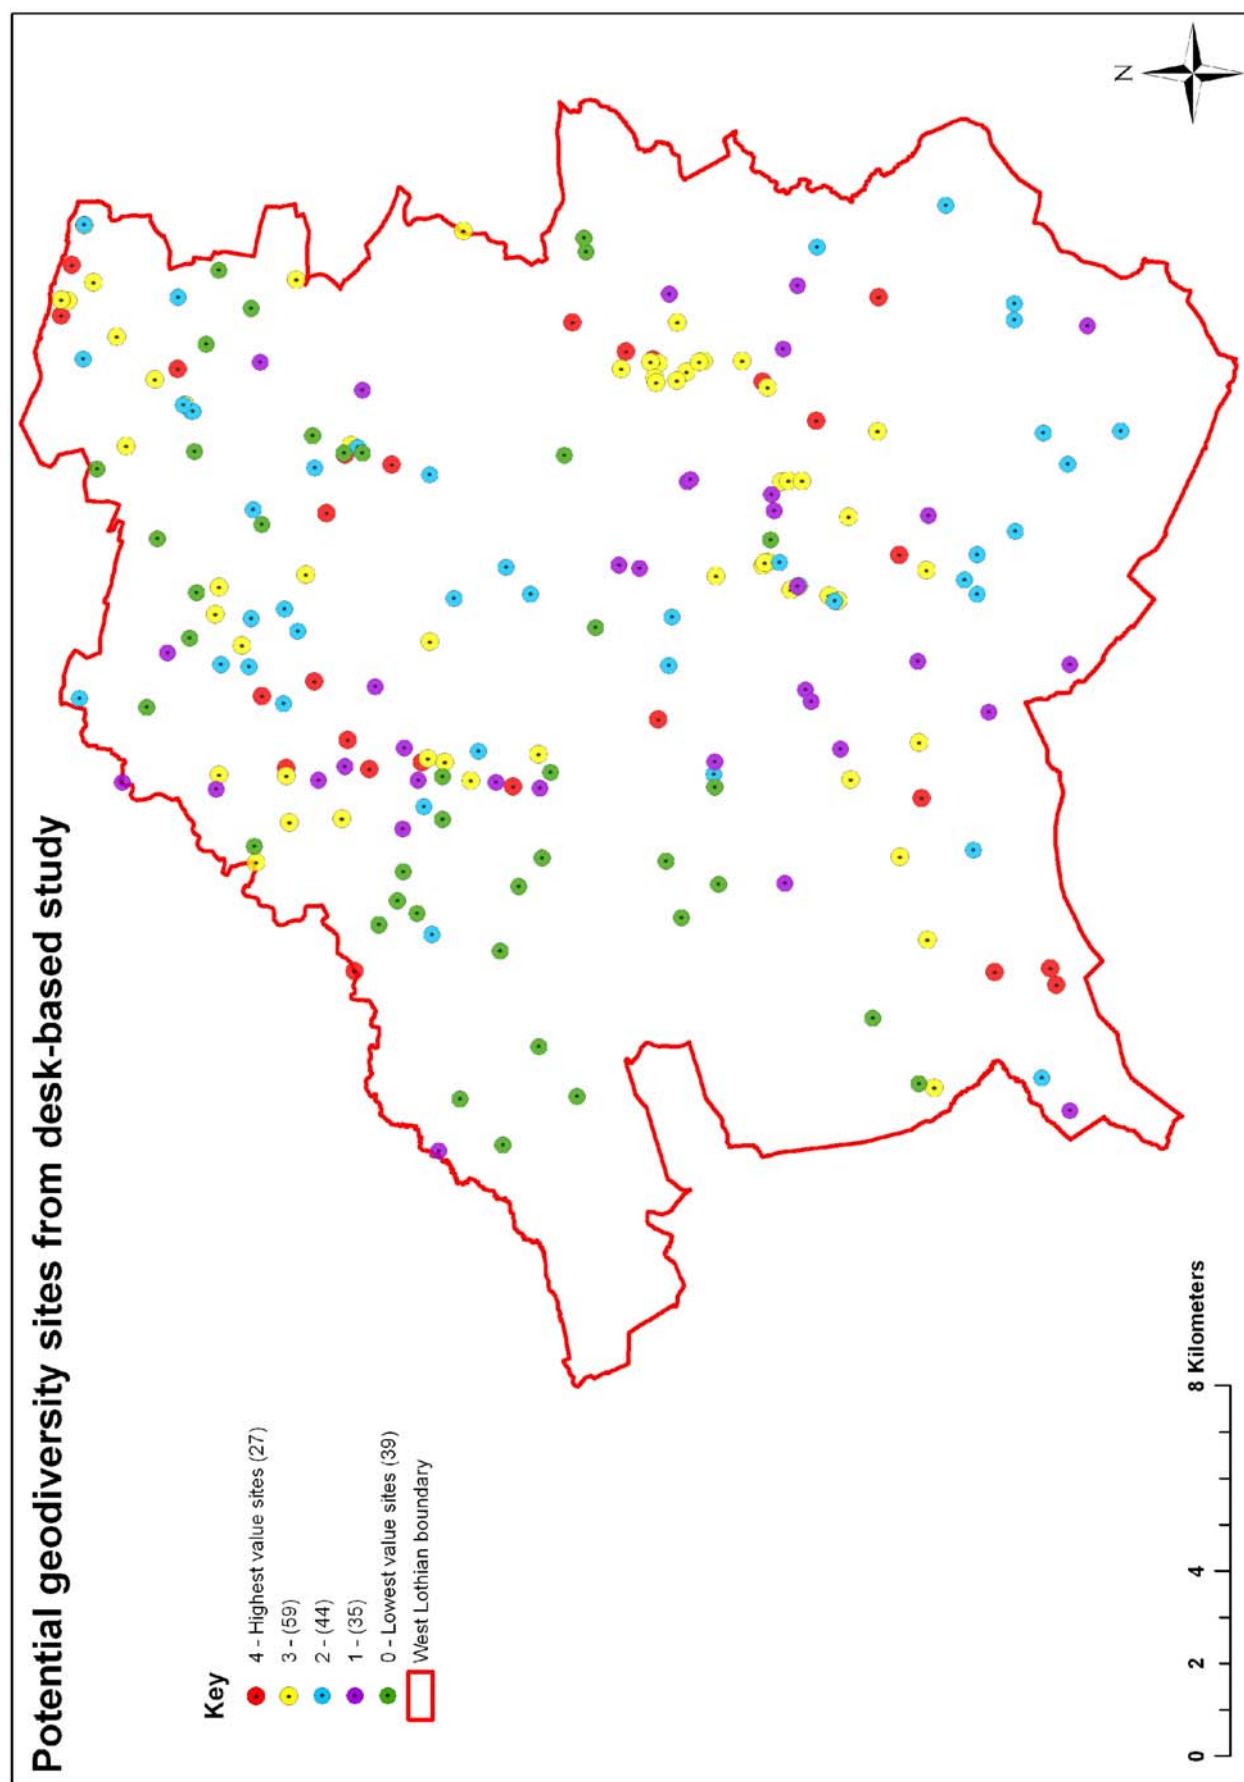 Potential geodiversity sites from desk-based study
Key
4 - Highest value sites (27)
3 - (59)
2 - (44)
1 - (35)
0 - Lowest value sites (39)
West Lothian boundary
0 2 4 8 Kilometers
N